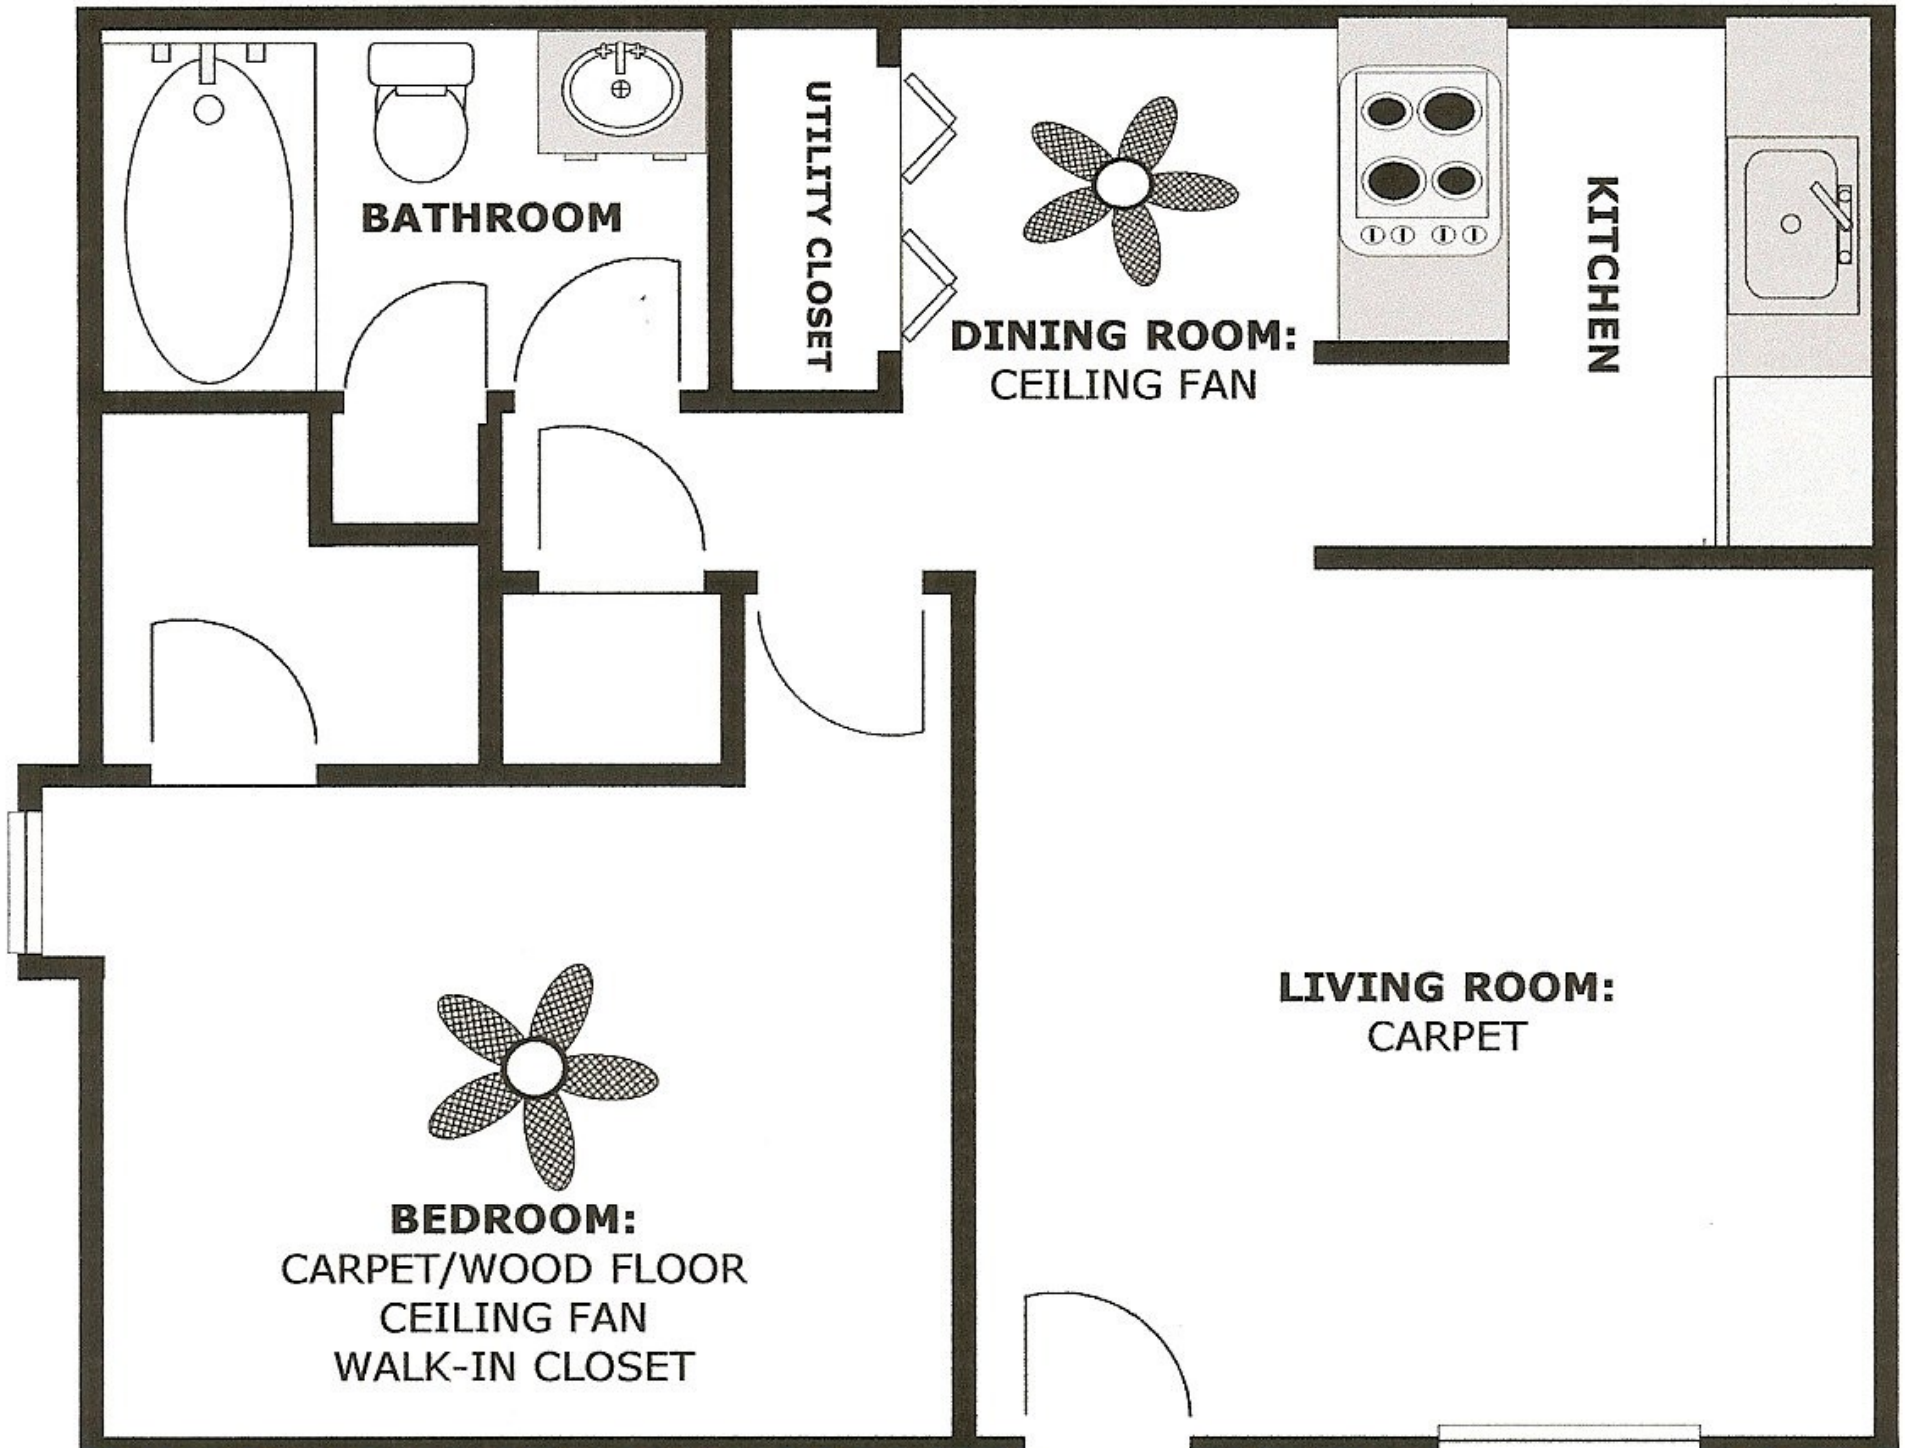 BATHROOM
UTILITY CLOSET
DINING ROOM:
CEILING FAN
KITCHEN
LIVING ROOM:
CARPET
BEDROOM:
CARPET/WOOD FLOOR
CEILING FAN
WALK-IN CLOSET